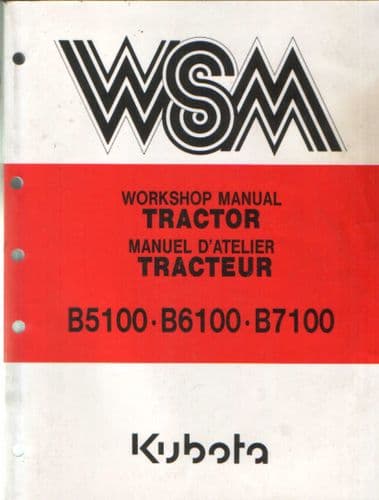 WSM
WORKSHOP MANUAL
TRACTOR
MANUEL D'ATELIER
TRACTEUR
B5100·B6100·B7100
Kubota